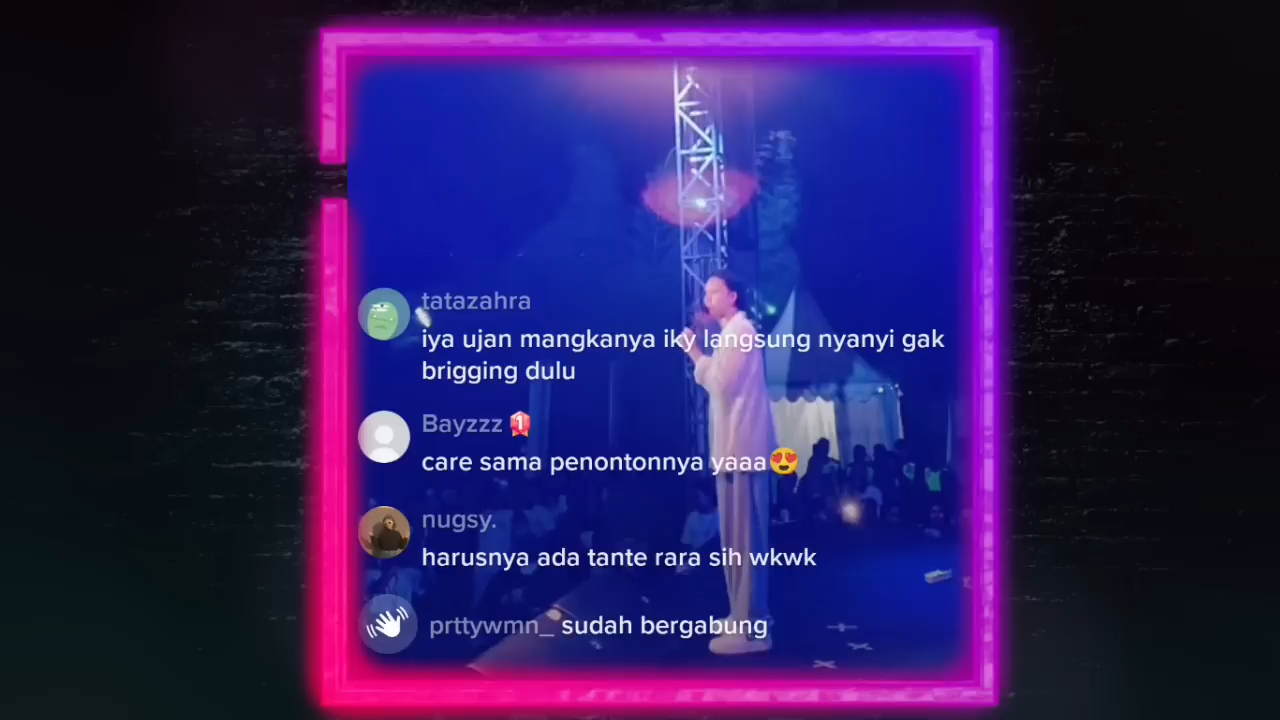 tatazahra
iya ujan mangkanya iky langsung nyanyi gak
brigging dulu
Bayzzz 1
care sama penontonnya yaaa😍
nugsy.
harusnya ada tante rara sih wkwk
prttywmn_ sudah bergabung